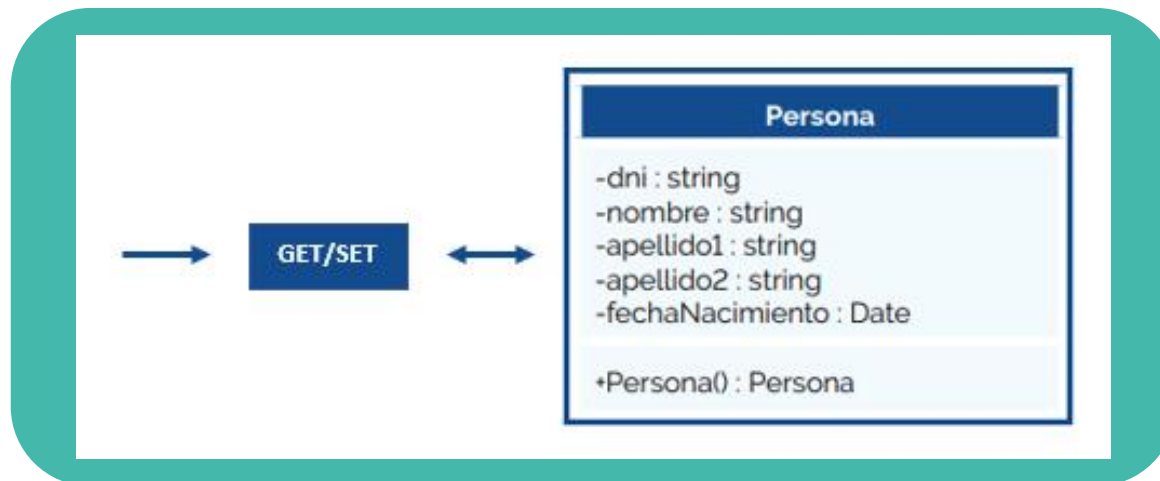 GET/SET
Persona
-dni : string
-nombre : string
-apellido1 : string
-apellido2 : string
-fechaNacimiento : Date
+Persona() : Persona